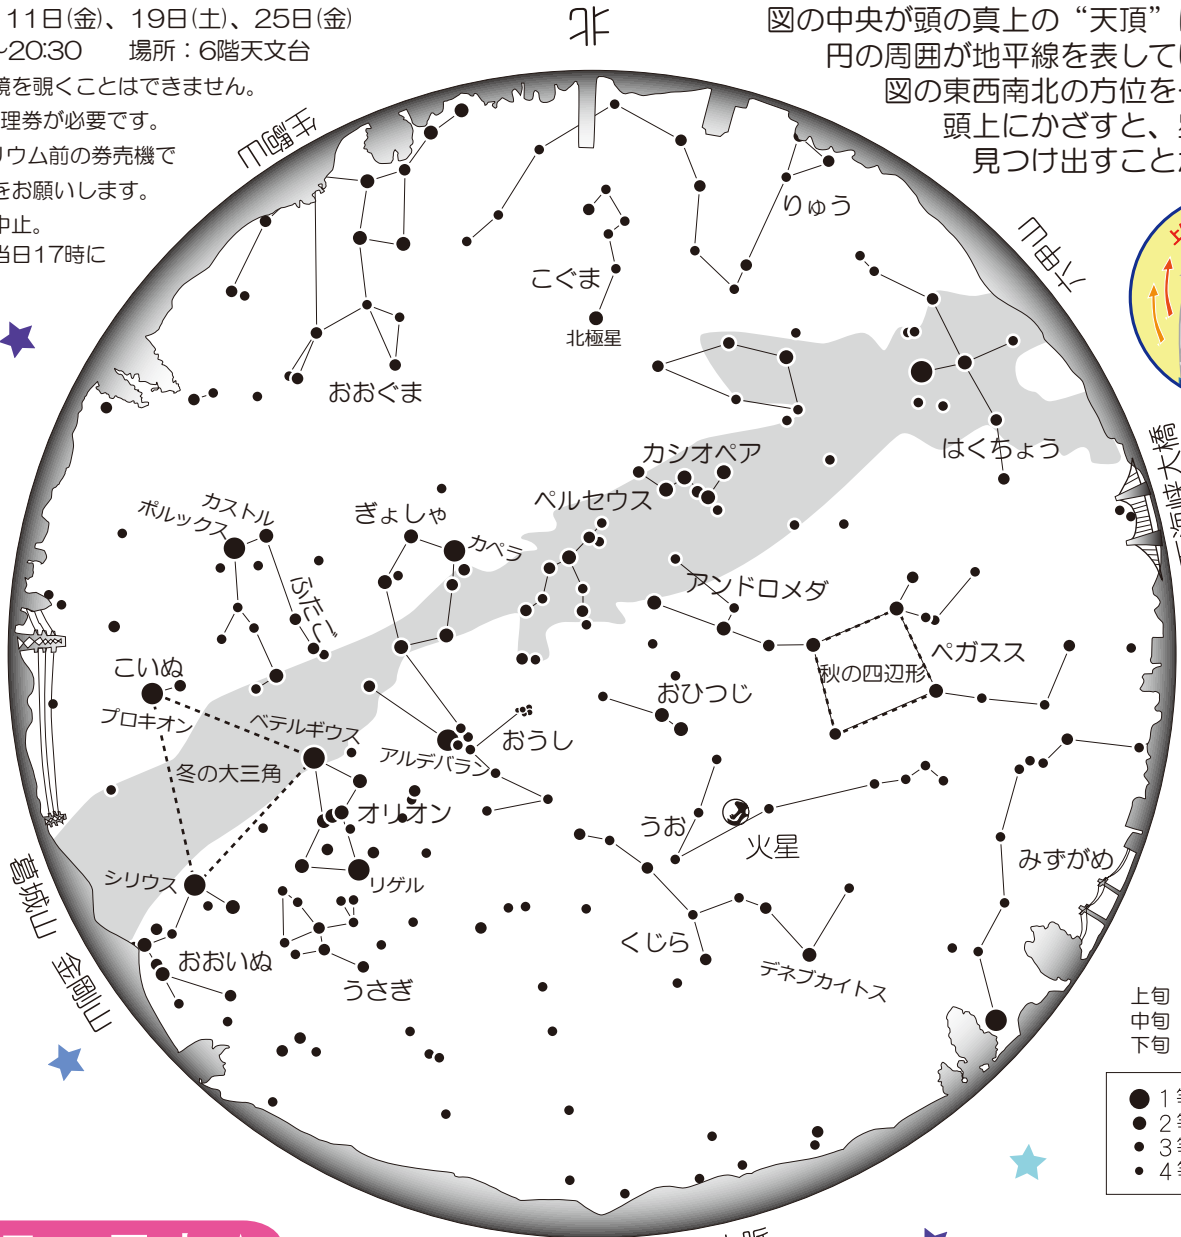 11日(金)、19日(土)、25日(金)
~20:30 場所：6階天文台
鏡を覗くことはできません。
理券が必要です。
リウム前の券売機で
をお願いします。
中止。
当日17時に
北
図の中央が頭の真上の“天頂”
円の周囲が地平線を表して
図の東西南北の方位を
頭上にかざすと、
見つけ出すことが
生駒山
六甲山
りゅう
こぐま
北極星
おおぐま
はくちょう
海峡大橋
カシオペア
ペルセウス
カストル
ポルックス
ぎょしゃ
カペラ
ふたご
アンドロメダ
ペガスス
秋の四辺形
こいぬ
プロキオン
ベテルギウス
おひつじ
おうし
アルデバラン
冬の大三角
オリオン
うお
火星
みずがめ
シリウス
リゲル
葛城山
金剛山
おおいぬ
うさぎ
くじら
デネブカイトス
上旬
中旬
下旬
1等
2等
3等
4等